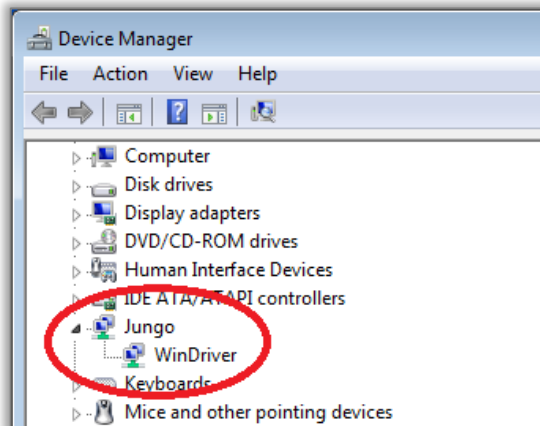 Device Manager
File Action View Help
Computer
Disk drives
Display adapters
DVD/CD-ROM drives
Human Interface Devices
IDE ATA/ATAPI controllers
Jungo
WinDriver
Keyboards
Mice and other pointing devices